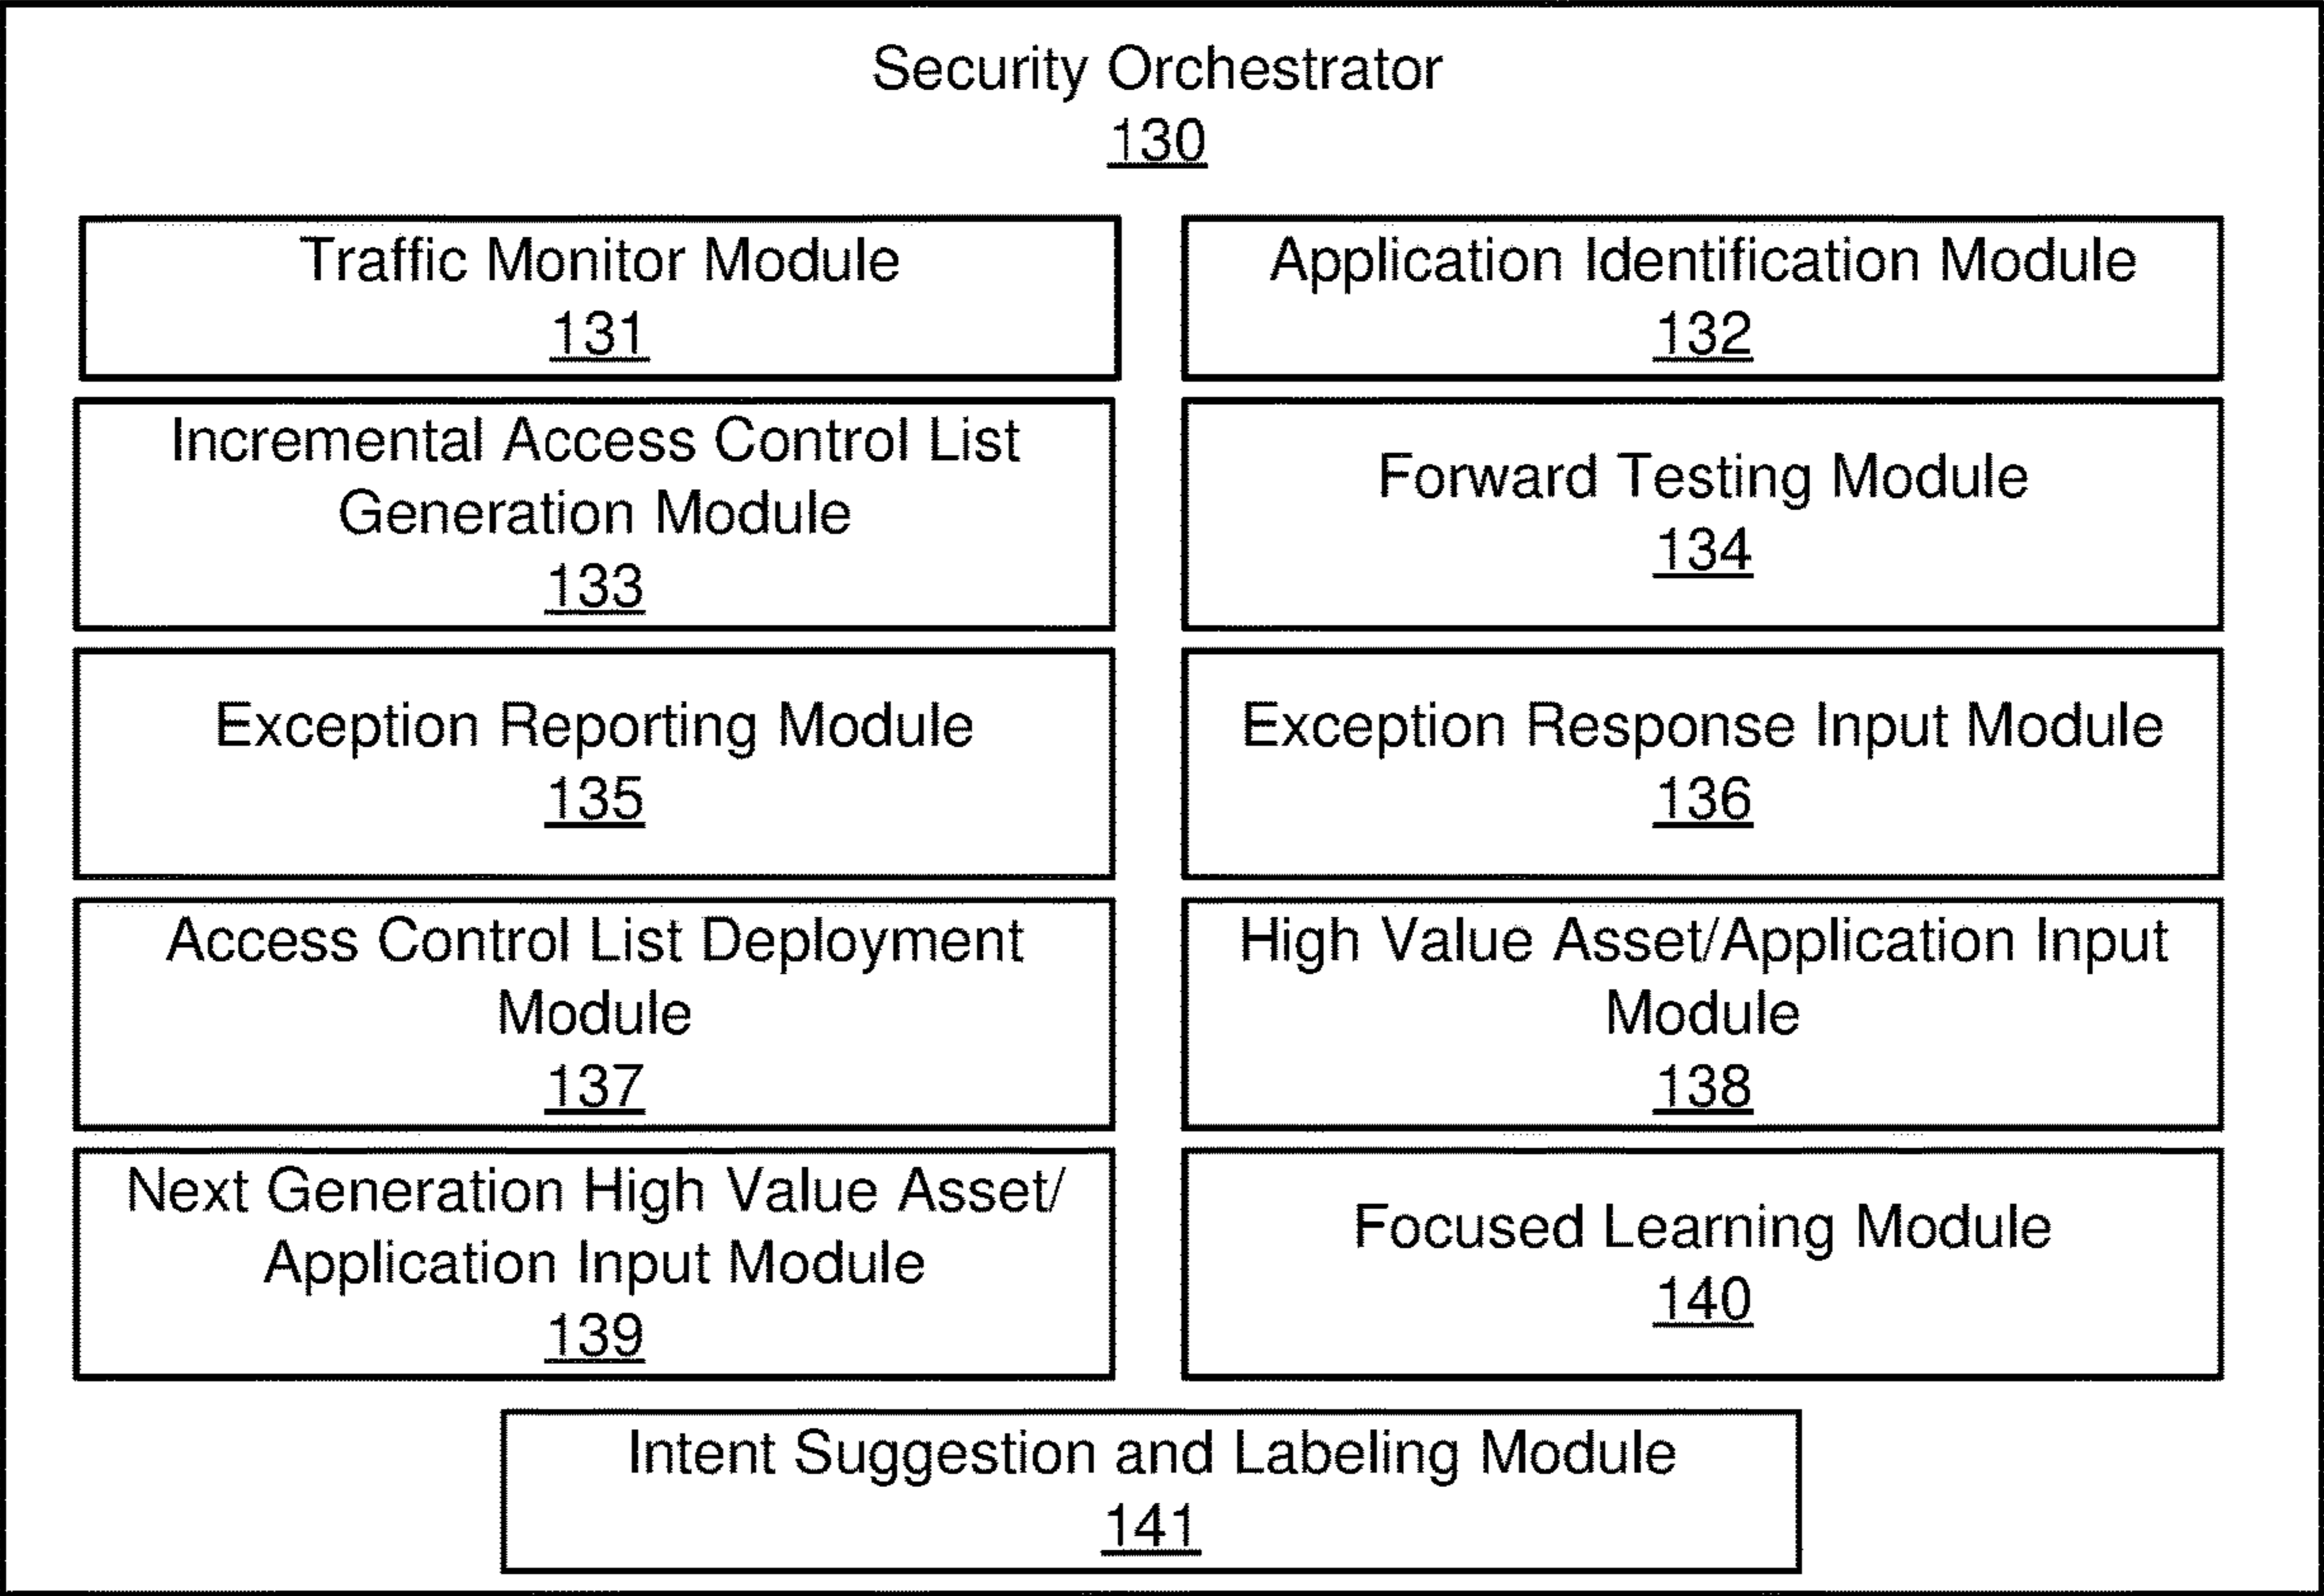 Security Orchestrator
130
Traffic Monitor Module
131
Application Identification Module
132
Incremental Access Control List
Generation Module
133
Forward Testing Module
134
Exception Reporting Module
135
Exception Response Input Module
136
Access Control List Deployment
Module
137
High Value Asset/Application Input
Module
138
Next Generation High Value Asset/
Application Input Module
139
Focused Learning Module
140
Intent Suggestion and Labeling Module
141